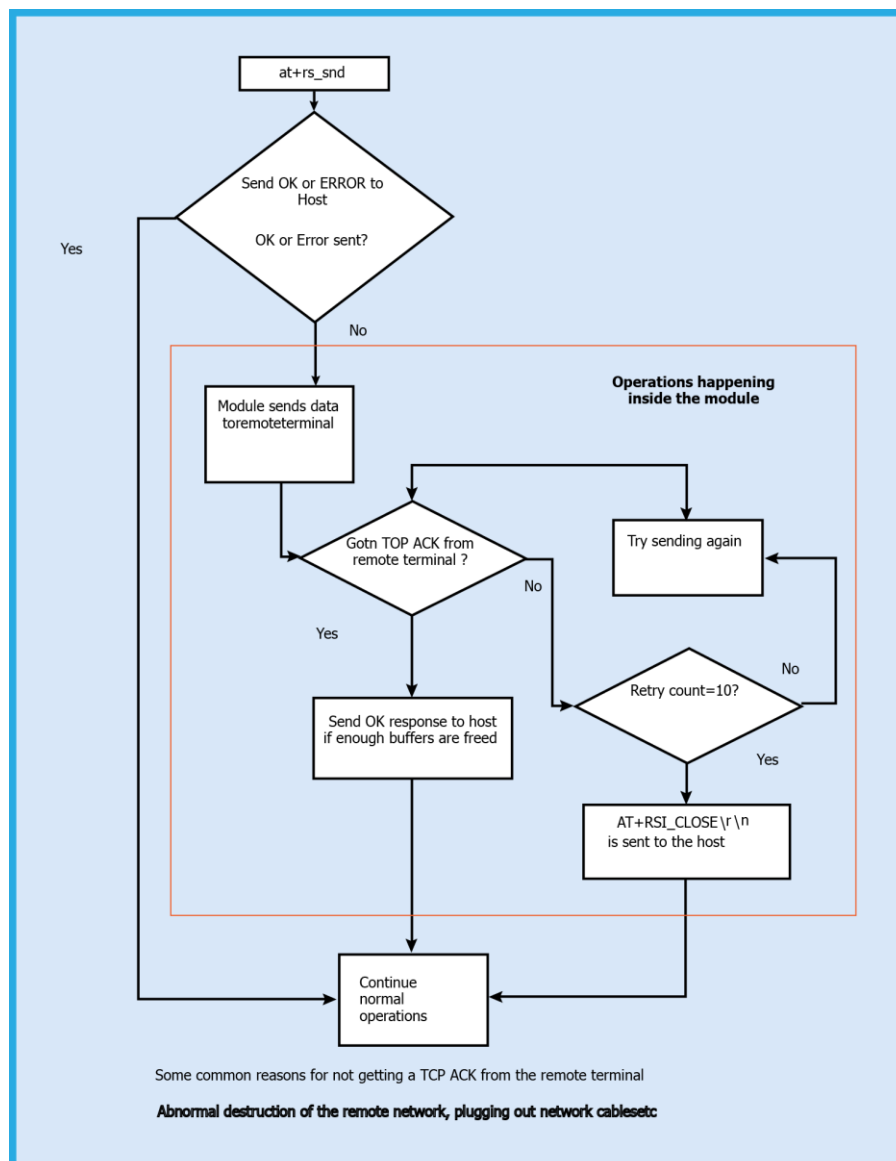 at+rs_snd
Send OK or ERROR to
Host
OK or Error sent?
Yes
No
Operations happening
inside the module
Module sends data
toremoteterminal
Gotn TOP ACK from
remote terminal ?
Try sending again
No
Yes
Retry count=10?
No
Send OK response to host
if enough buffers are freed
Yes
AT+RSI_CLOSE\r\n
is sent to the host
Continue
normal
operations
Some common reasons for not getting a TCP ACK from the remote terminal
Abnormal destruction of the remote network, plugging out network cablesetc